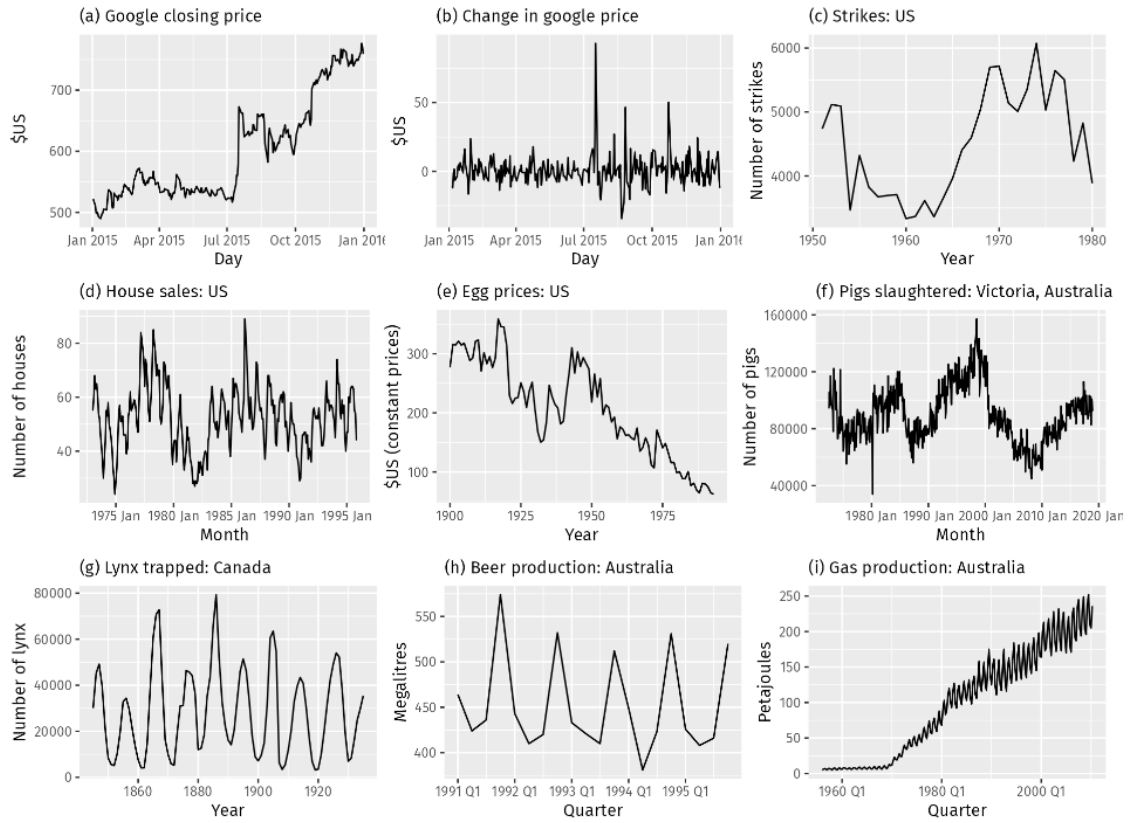 (a) Google closing price
700
600
500
$US
Jan 2015 Apr 2015 Jul 2015 Oct 2015 Jan 2016
Day
(b) Change in google price
50
0
$US
Jan 2015 Apr 2015 Jul 2015 Oct 2015 Jan 2016
Day
(c) Strikes: US
6000
5000
4000
Number of strikes
1950 1960 1970 1980
Year
(d) House sales: US
80
60
40
Number of houses
1975 Jan 1980 Jan 1985 Jan 1990 Jan 1995 Jan
Month
(e) Egg prices: US
300
200
100
$US (constant prices)
1900 1925 1950 1975
Year
(f) Pigs slaughtered: Victoria, Australia
160000
120000
80000
40000
Number of pigs
1980 Jan 1990 Jan 2000 Jan 2010 Jan 2020 Jan
Month
(g) Lynx trapped: Canada
80000
60000
40000
20000
0
Number of lynx
1860 1880 1900 1920
Year
(h) Beer production: Australia
550
500
450
400
Megalitres
1991 Q1 1992 Q1 1993 Q1 1994 Q1 1995 Q1
Quarter
(i) Gas production: Australia
250
200
150
100
50
0
Petajoules
1960 Q1 1980 Q1 2000 Q1
Quarter